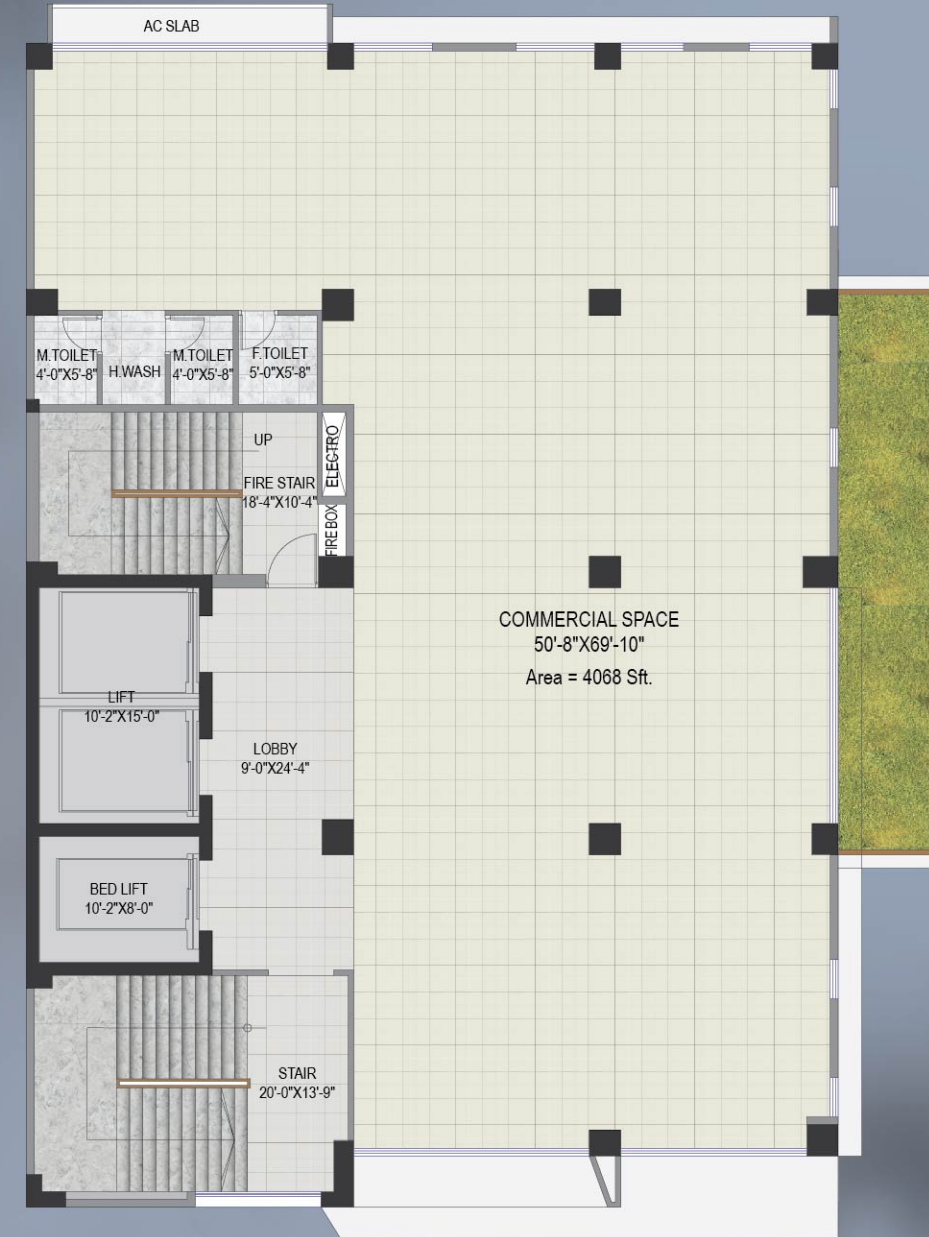 AC SLAB
M.TOILET
4'-0"X5'-8"
H.WASH
M.TOILET
4'-0"X5'-8"
F.TOILET
5'-0"X5'-8"
UP
FIRE STAIR
18'-4"X10'-4"
ELECTRO
FIREBOX
COMMERCIAL SPACE
50'-8"X69'-10"
Area = 4068 Sft.
LIFT
10'-2"X15'-0"
LOBBY
9'-0"X24'-4"
BED LIFT
10'-2"X8'-0"
STAIR
20'-0"X13'-9"